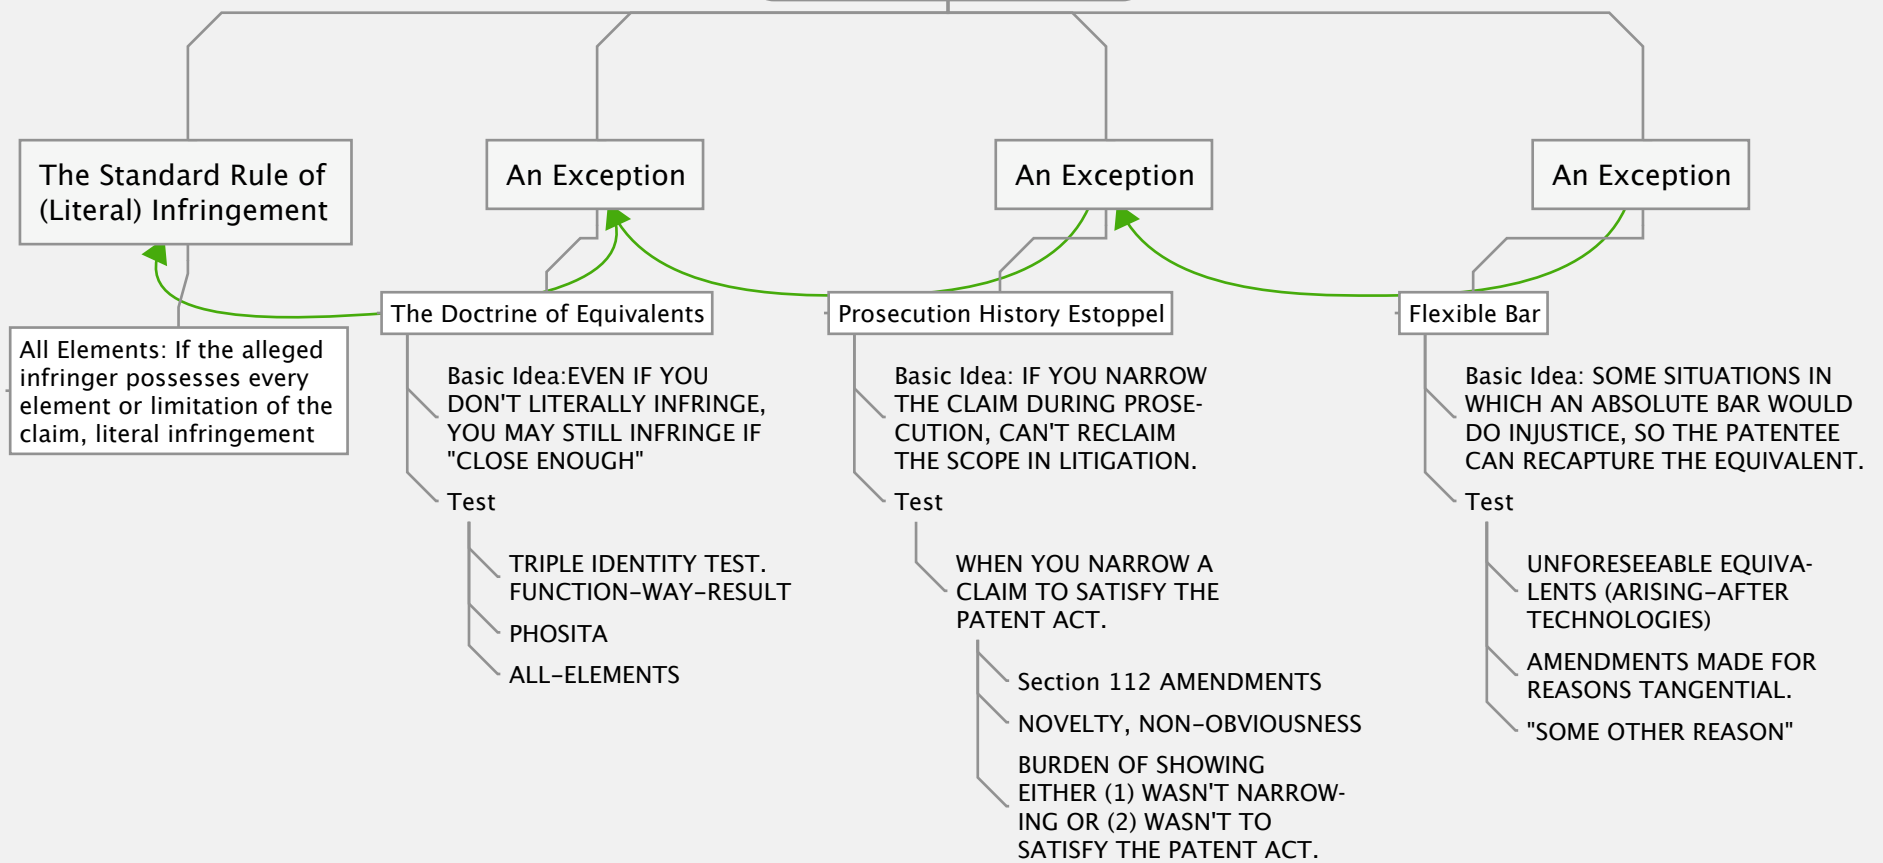 The Standard Rule of
(Literal) Infringement
An Exception
An Exception
An Exception
All Elements: If the alleged
infringer possesses every
element or limitation of the
claim, literal infringement
The Doctrine of Equivalents
Basic Idea:EVEN IF YOU
DON'T LITERALLY INFRINGE,
YOU MAY STILL INFRINGE IF
"CLOSE ENOUGH"
Test
TRIPLE IDENTITY TEST.
FUNCTION-WAY-RESULT
PHOSITA
ALL-ELEMENTS
Prosecution History Estoppel
Basic Idea: IF YOU NARROW
THE CLAIM DURING PROSE-
CUTION, CAN'T RECLAIM
THE SCOPE IN LITIGATION.
Test
WHEN YOU NARROW A
CLAIM TO SATISFY THE
PATENT ACT.
Section 112 AMENDMENTS
NOVELTY, NON-OBVIOUSNESS
BURDEN OF SHOWING
EITHER (1) WASN'T NARROW-
ING OR (2) WASN'T TO
SATISFY THE PATENT ACT.
Flexible Bar
Basic Idea: SOME SITUATIONS IN
WHICH AN ABSOLUTE BAR WOULD
DO INJUSTICE, SO THE PATENTEE
CAN RECAPTURE THE EQUIVALENT.
Test
UNFORESEEABLE EQUIVA-
LENTS (ARISING-AFTER
TECHNOLOGIES)
AMENDMENTS MADE FOR
REASONS TANGENTIAL.
"SOME OTHER REASON"